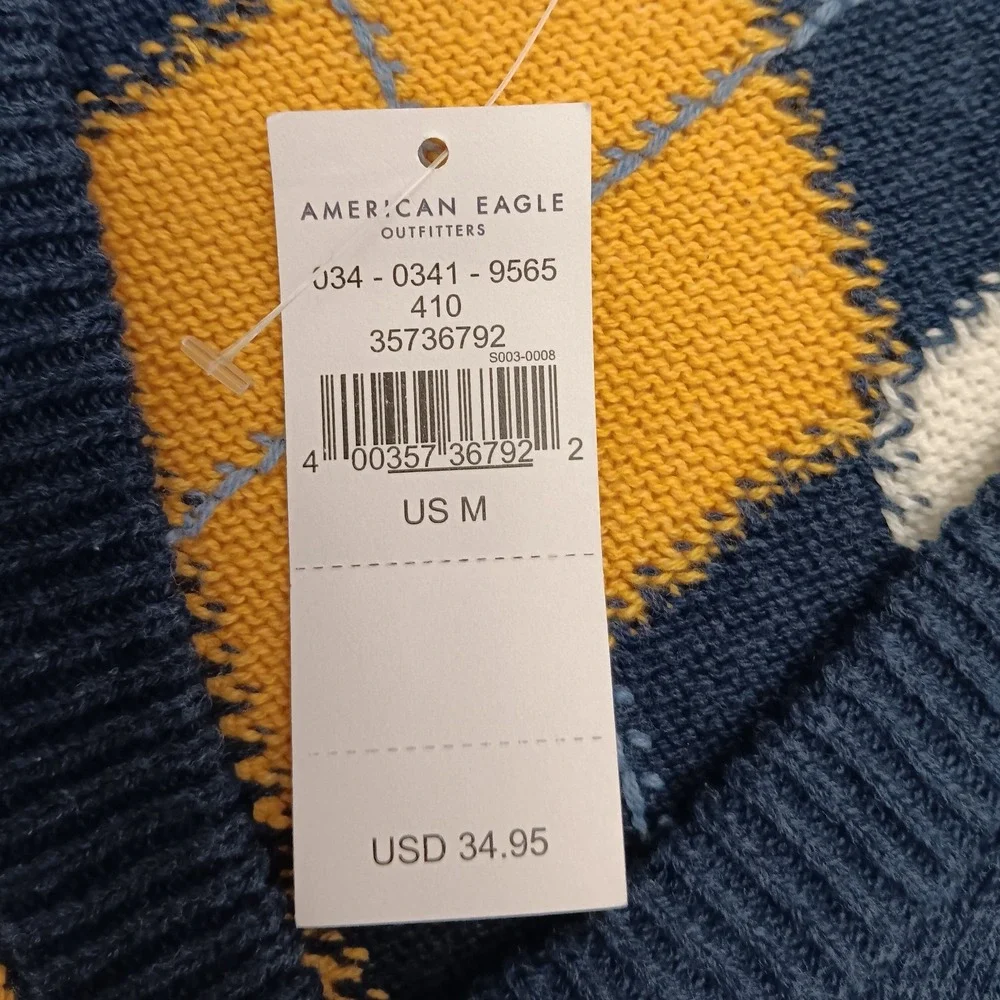 AMERICAN EAGLE
OUTFITTERS
034 - 0341 - 9565
410
35736792
S003-0008
4 00357 36792 2
US M
USD 34.95